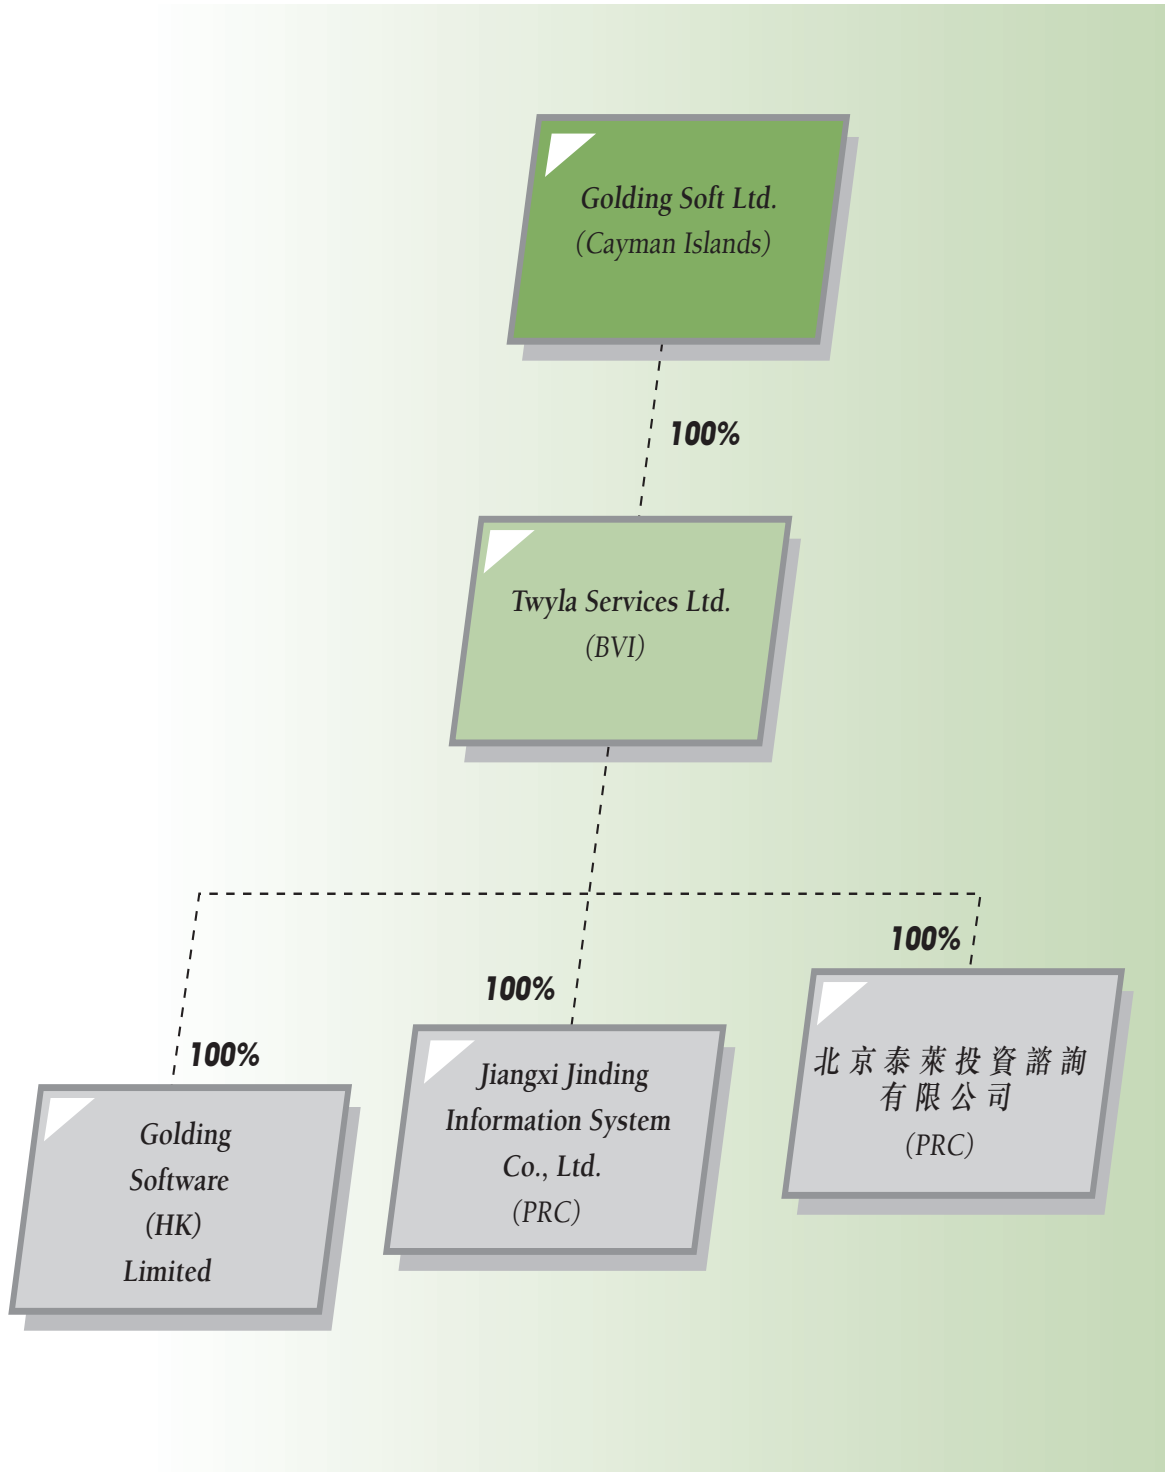 Golding Soft Ltd.
(Cayman Islands)
100%
Twyla Services Ltd.
(BVI)
100%
100%
100%
Golding
Software
(HK)
Limited
Jiangxi Jinding
Information System
Co., Ltd.
(PRC)
北京泰萊投資諮詢
有限公司
(PRC)